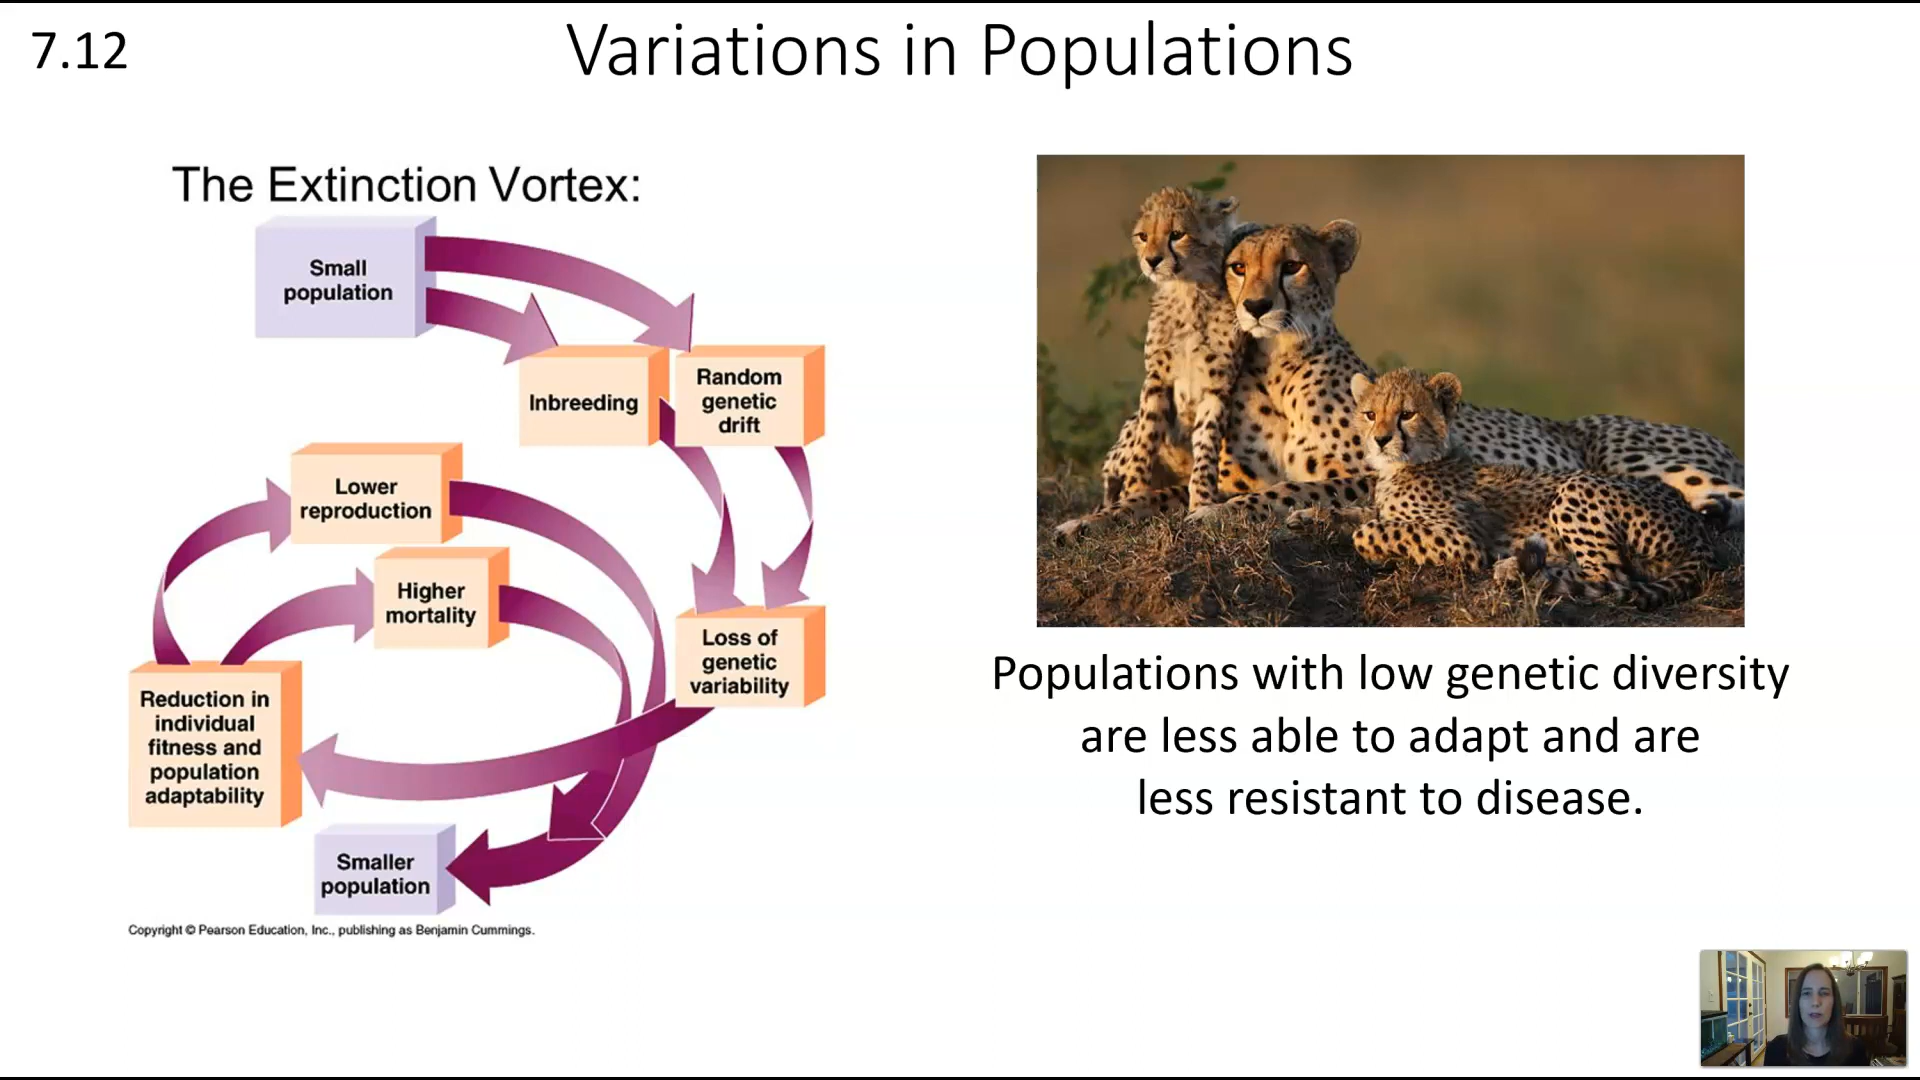 7.12
Variations in Populations
The Extinction Vortex:
Small
population
Inbreeding
Random
genetic
drift
Lower
reproduction
Higher
mortality
Loss of
genetic
variability
Reduction in
individual
fitness and
population
adaptability
Smaller
population
Copyright © Pearson Education, Inc., publishing as Benjamin Cummings.
Populations with low genetic diversity
are less able to adapt and are
less resistant to disease.